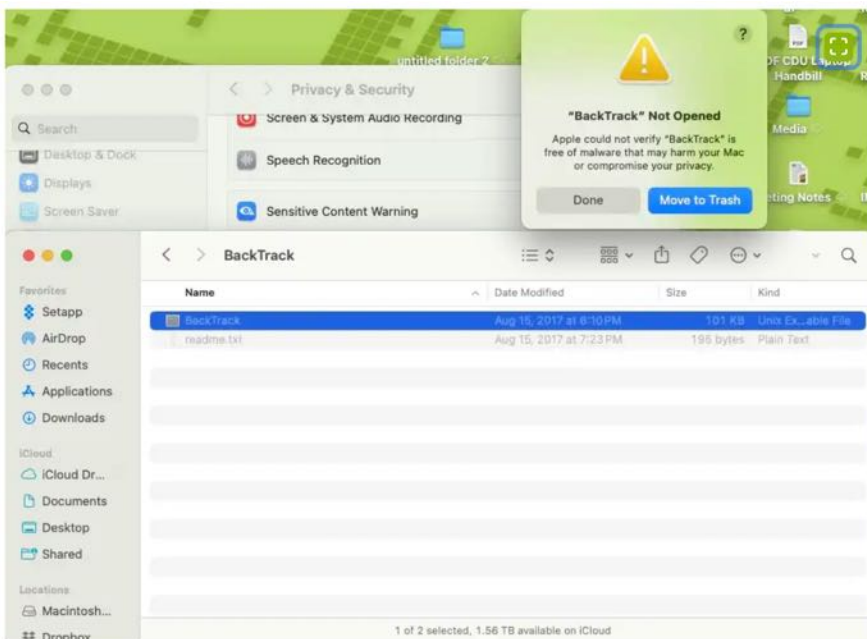 untitled folder 2
?
PDF
DF CDU Laptop
Handbill
Media
ting Notes
Privacy & Security
Search
Desktop & Dock
Displays
Screen Saver
Screen & System Audio Recording
Speech Recognition
Sensitive Content Warning
"BackTrack" Not Opened
Apple could not verify "BackTrack" is
free of malware that may harm your Mac
or compromise your privacy.
Done
Move to Trash
BackTrack
Favorites
Setapp
AirDrop
Recents
Applications
Downloads
iCloud
iCloud Dr...
Documents
Desktop
Shared
Locations
Macintosh...
Dropbox
Name Date Modified Size Kind
BackTrack Aug 15, 2017 at 8:10 PM 101 KB Unix Ex...able File
readme.txt Aug 15, 2017 at 7:23 PM 195 bytes Plain Text
1 of 2 selected, 1.56 TB available on iCloud